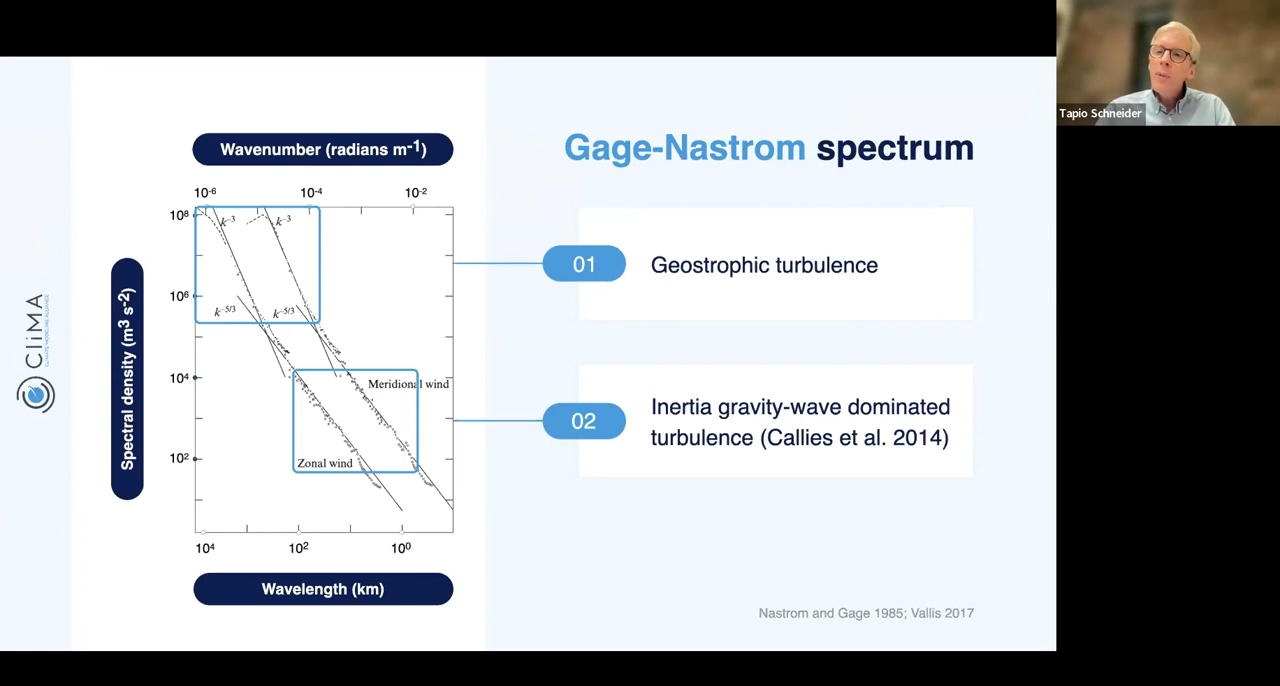 Tapio Schneider
Gage-Nastrom spectrum
Wavenumber (radians m-1)
10-6 10-4 10-2
108
106
104
102
k-3 k-3
k-5/3 k-5/3
Meridional wind
Zonal wind
Spectral density (m3 s-2)
104 102 100
Wavelength (km)
01
Geostrophic turbulence
02
Inertia gravity-wave dominated
turbulence (Callies et al. 2014)
Nastrom and Gage 1985; Vallis 2017
CLiMA
CLIMATE MODELING ALLIANCE